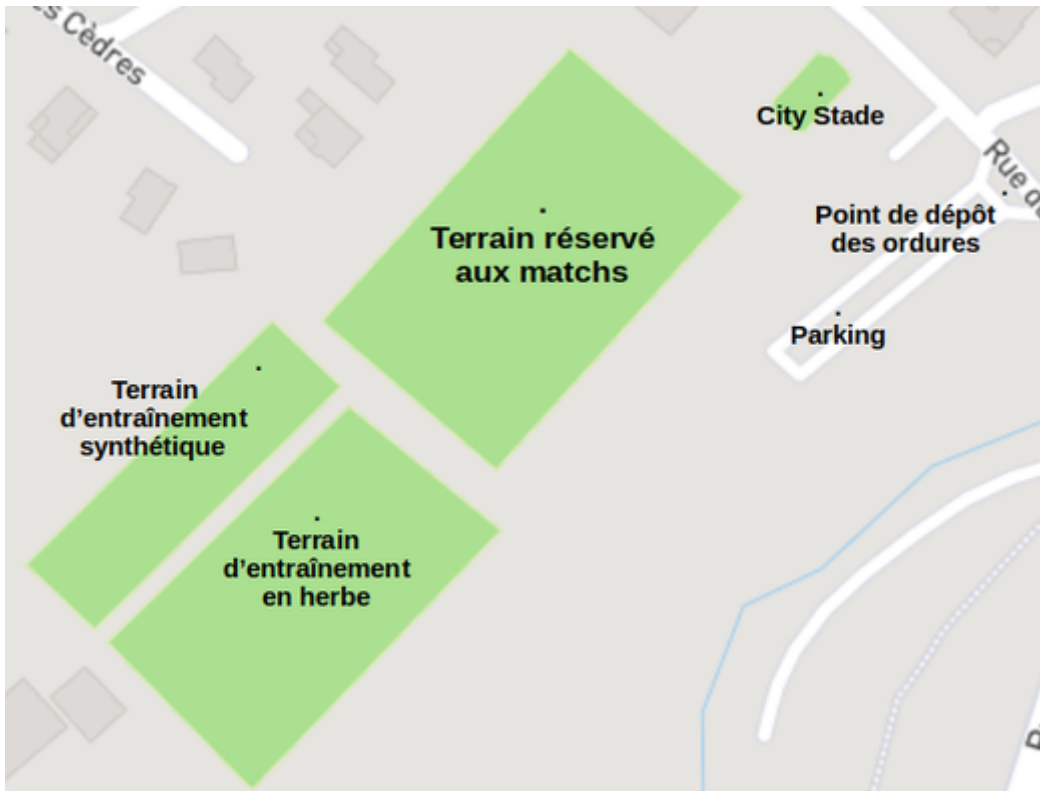 es Cèdres
City Stade
Rue du
Point de dépôt
des ordures
Terrain réservé
aux matchs
Parking
Terrain
d’entraînement
synthétique
Terrain
d’entraînement
en herbe